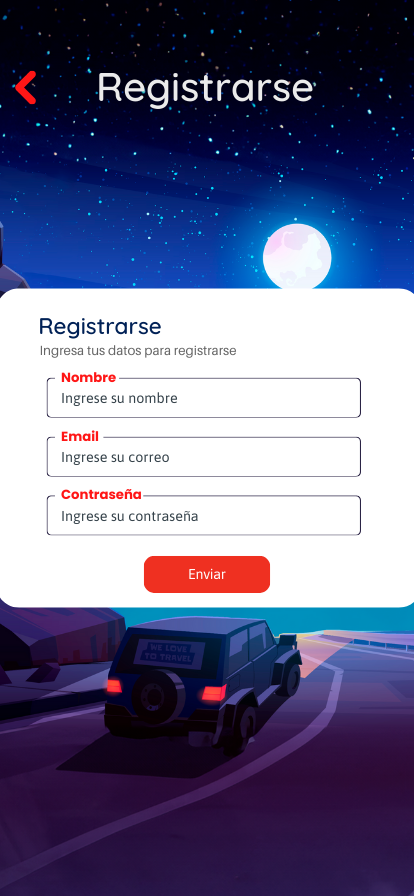 Registrarse
Registrarse
Ingresa tus datos para registrarse
Nombre
Ingrese su nombre
Email
Ingrese su correo
Contraseña
Ingrese su contraseña
Enviar
WE LOVE
TO TRAVEL